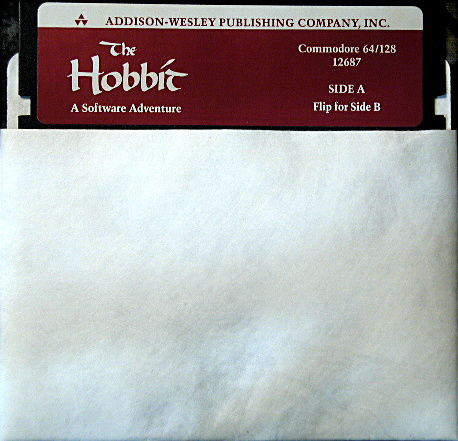 ADDISON-WESLEY PUBLISHING COMPANY, INC.
The
Hobbit
A Software Adventure
Commodore 64/128
12687
SIDE A
Flip for Side B